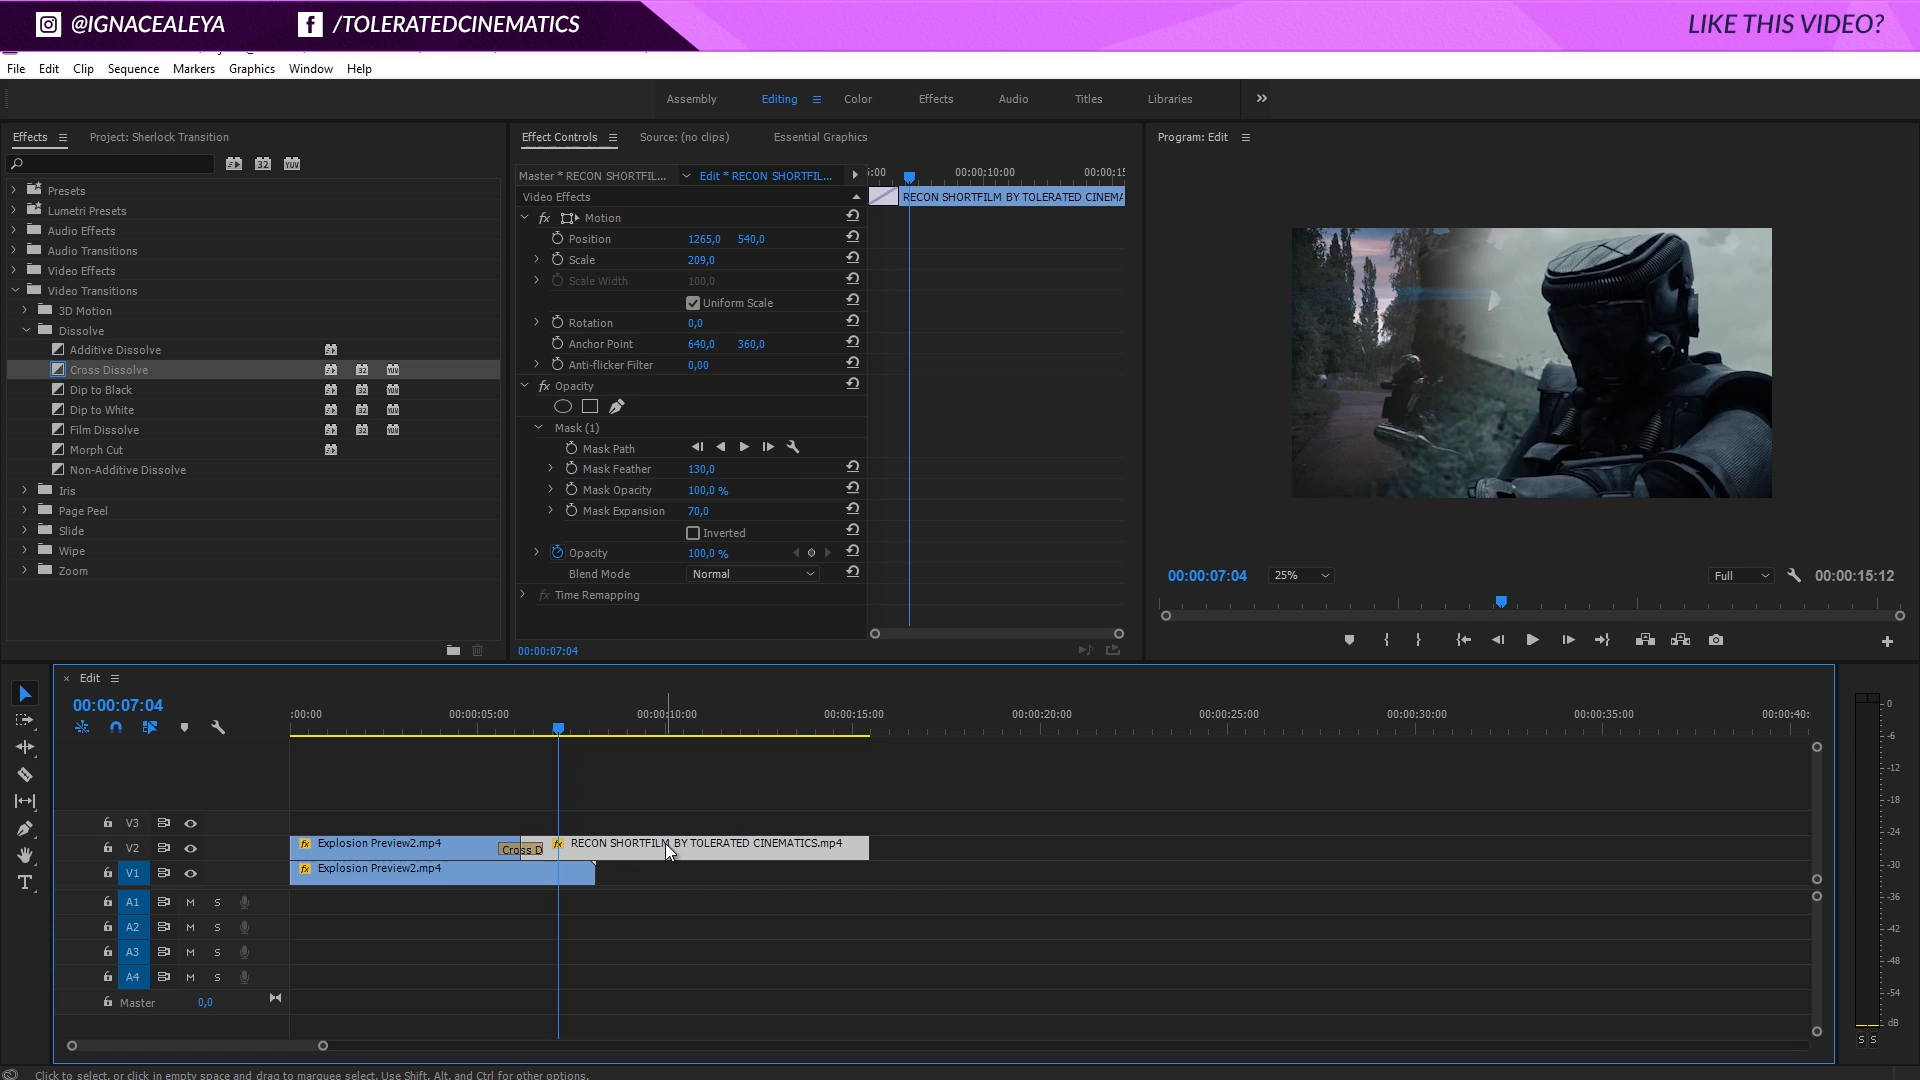 @IGNACEALEYA /TOLERATEDCINEMATICS LIKE THIS VIDEO?
File Edit Clip Sequence Markers Graphics Window Help
Assembly Editing Color Effects Audio Titles Libraries
Effects Project: Sherlock Transition
Presets
Lumetri Presets
Audio Effects
Audio Transitions
Video Effects
Video Transitions
3D Motion
Dissolve
Additive Dissolve
Cross Dissolve
Dip to Black
Dip to White
Film Dissolve
Morph Cut
Non-Additive Dissolve
Iris
Page Peel
Slide
Wipe
Zoom
Effect Controls Source: (no clips) Essential Graphics
Master * RECON SHORTFIL... Edit * RECON SHORTFIL...
:00 00:00:10:00 00:00:15
Video Effects
RECON SHORTFILM BY TOLERATED CINEMA
fx Motion
Position 1265,0 540,0
Scale 209,0
Scale Width 100,0
Uniform Scale
Rotation 0,0
Anchor Point 640,0 360,0
Anti-flicker Filter 0,00
fx Opacity
Mask (1)
Mask Path
Mask Feather 130,0
Mask Opacity 100,0 %
Mask Expansion 70,0
Inverted
Opacity 100,0 %
Blend Mode Normal
fx Time Remapping
00:00:07:04
Program: Edit
00:00:07:04 25% Full 00:00:15:12
Edit
00:00:07:04
:00:00 00:00:05:00 00:00:10:00 00:00:15:00 00:00:20:00 00:00:25:00 00:00:30:00 00:00:35:00 00:00:40:
V3
V2 fx Explosion Preview2.mp4 Cross D fx RECON SHORTFILM BY TOLERATED CINEMATICS.mp4
V1 fx Explosion Preview2.mp4
A1 M S
A2 M S
A3 M S
A4 M S
Master 0,0
0
-6
-12
-18
-24
-30
-36
-42
-48
-54
dB
S S
Click to select, or click in empty space and drag to marquee select. Use Shift, Alt, and Ctrl for other options.